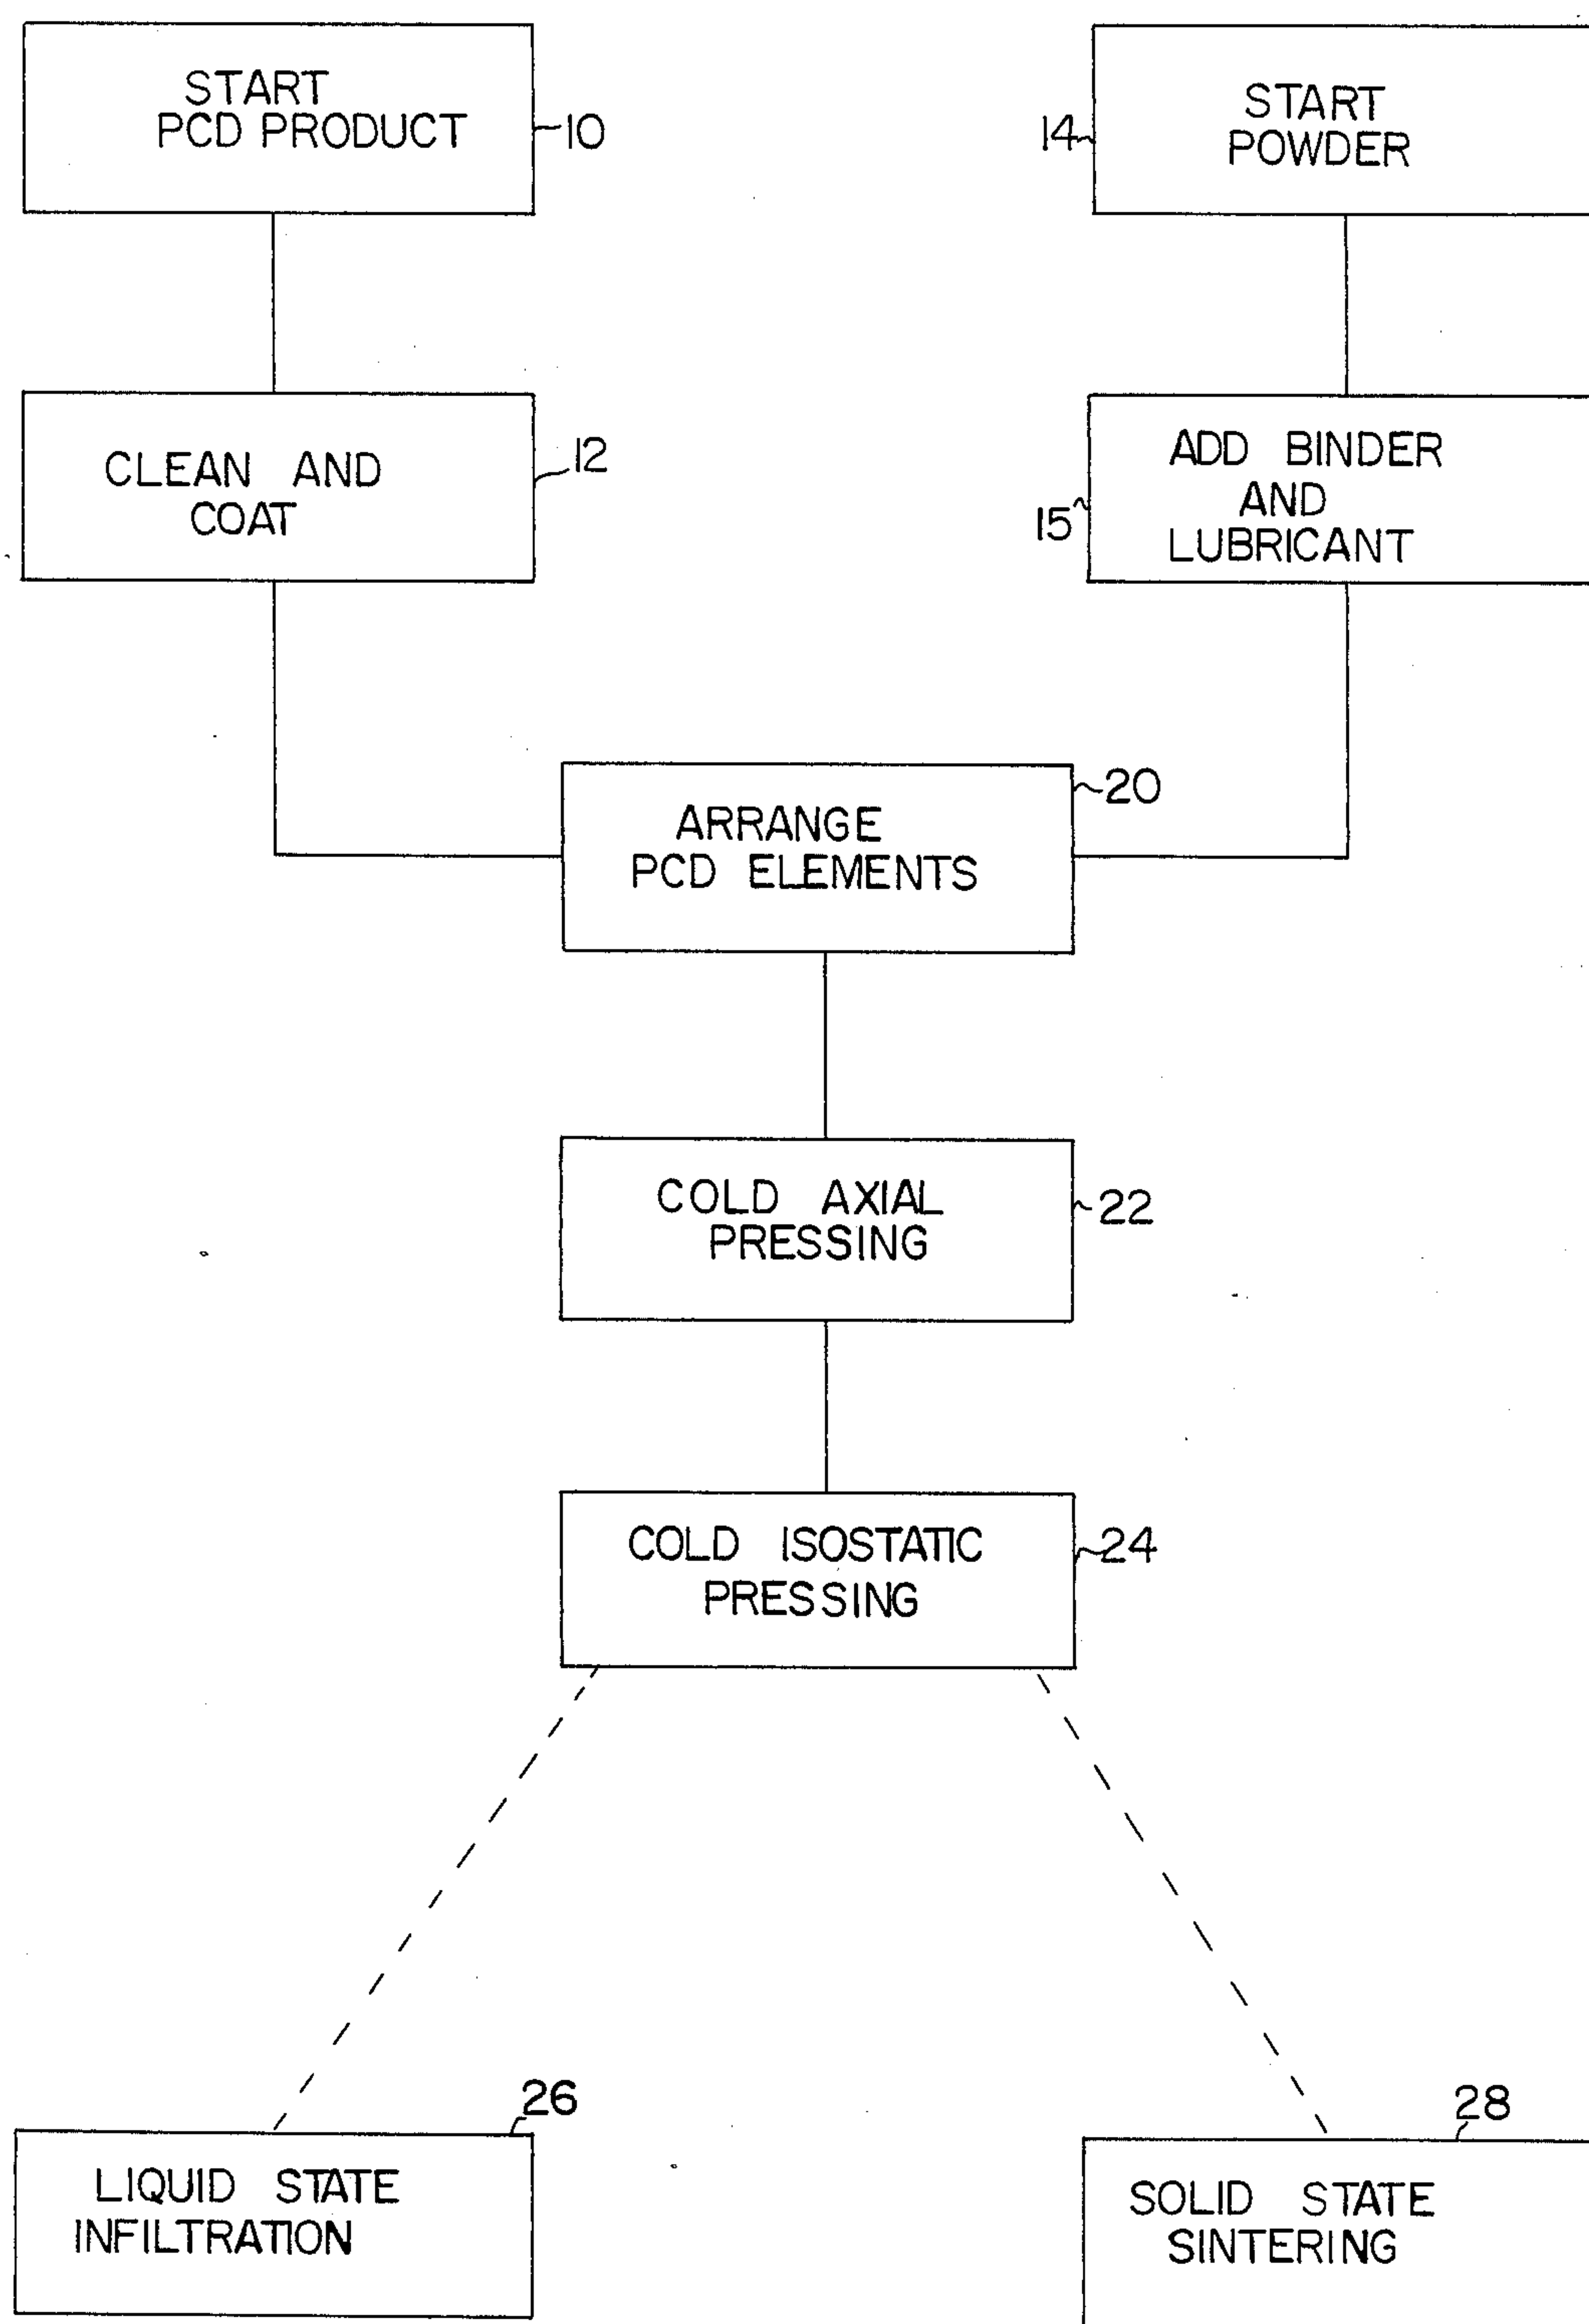 START
PCD PRODUCT
10
START
POWDER
14
CLEAN AND
COAT
12
ADD BINDER
AND
LUBRICANT
15
ARRANGE
PCD ELEMENTS
20
COLD AXIAL
PRESSING
22
COLD ISOSTATIC
PRESSING
24
LIQUID STATE
INFILTRATION
26
SOLID STATE
SINTERING
28